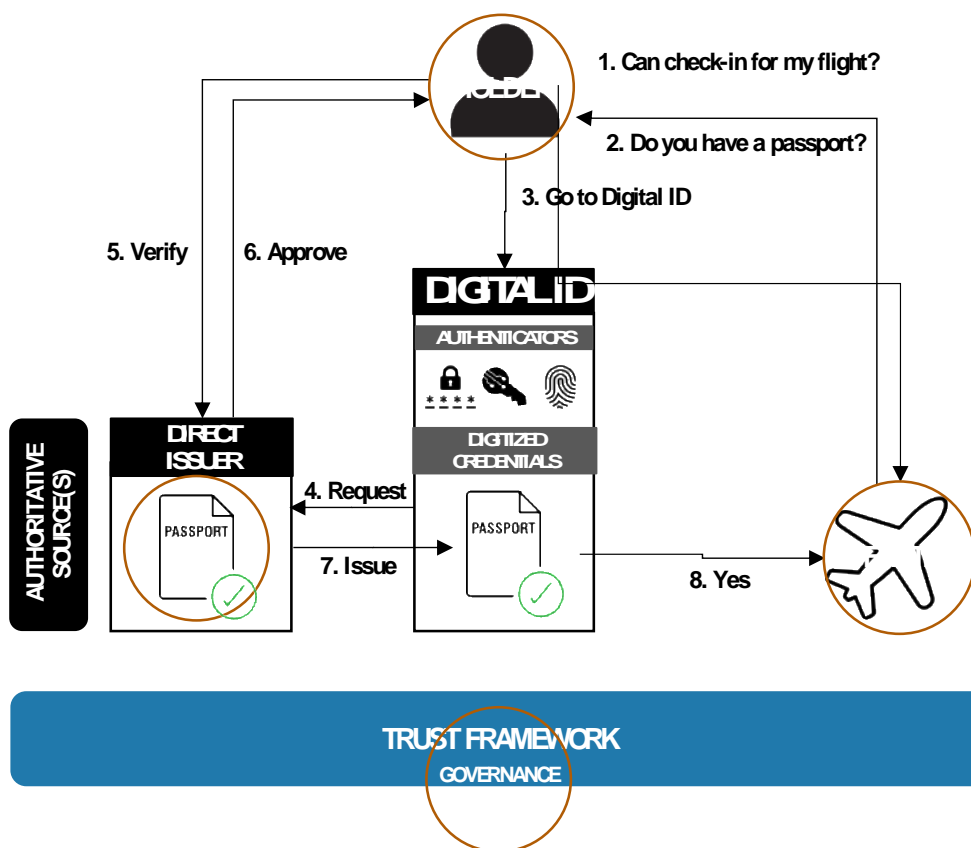 1. Can check-in for my flight?
HOLDER
2. Do you have a passport?
3. Go to Digital ID
5. Verify
6. Approve
DIGITAL ID
AUTHENTICATORS
* * * *
DIGITIZED
CREDENTIALS
DIRECT
ISSUER
AUTHORITATIVE
SOURCE(S)
4. Request
PASSPORT
PASSPORT
7. Issue
8. Yes
TRUST FRAMEWORK
GOVERNANCE